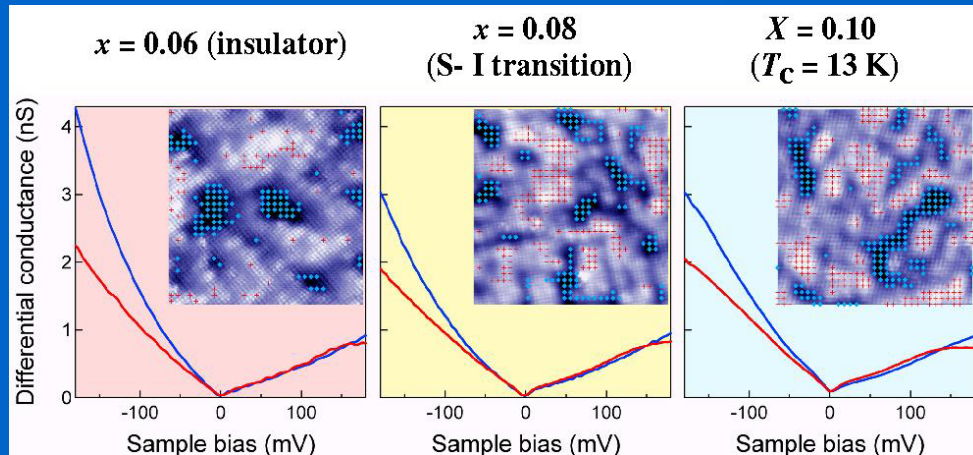 x = 0.06 (insulator)
x = 0.08
(S- I transition)
X = 0.10
(Tc = 13 K)
Differential conductance (nS)
4
3
2
1
0
-100
0
100
-100
0
100
-100
0
100
Sample bias (mV)
Sample bias (mV)
Sample bias (mV)